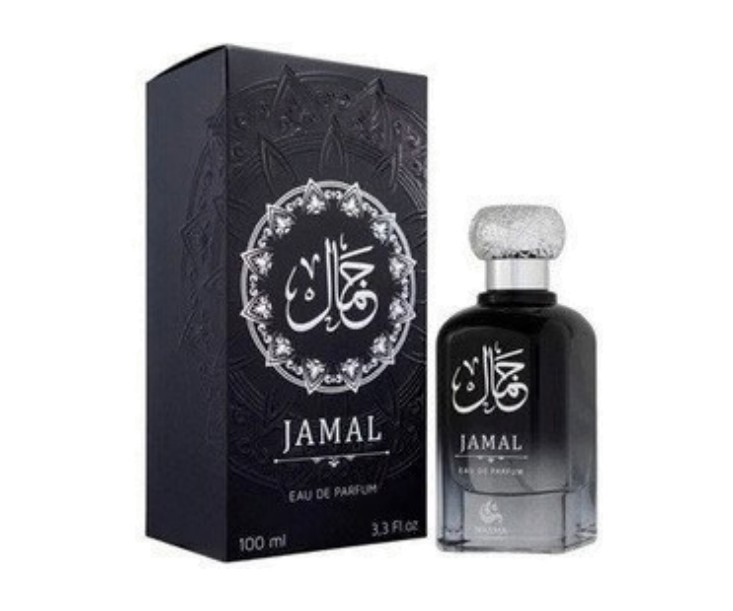 جمال
JAMAL
EAU DE PARFUM
100 ml
3.3 Fl.oz
جمال
JAMAL
EAU DE PARFUM